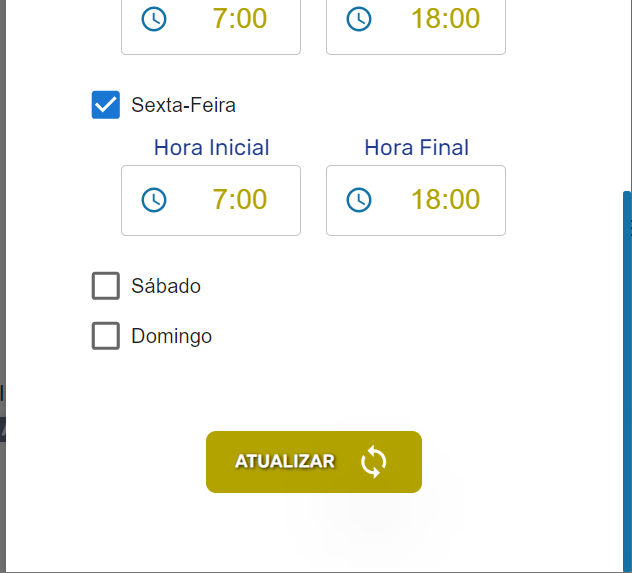 7:00 18:00
Sexta-Feira
Hora Inicial Hora Final
7:00 18:00
Sábado
Domingo
ATUALIZAR